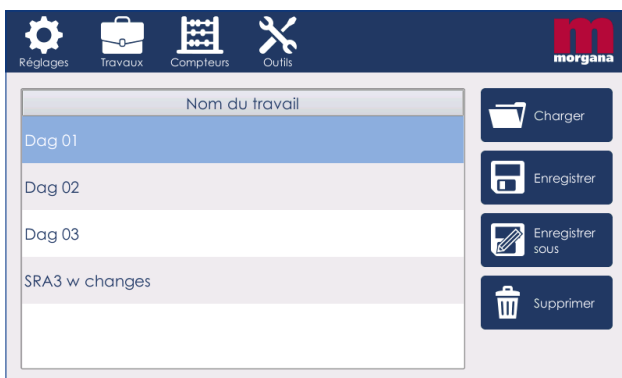 Réglages Travaux Compteurs Outils
morgana
Nom du travail
Dag 01
Dag 02
Dag 03
SRA3 w changes
Charger
Enregistrer
Enregistrer
sous
Supprimer